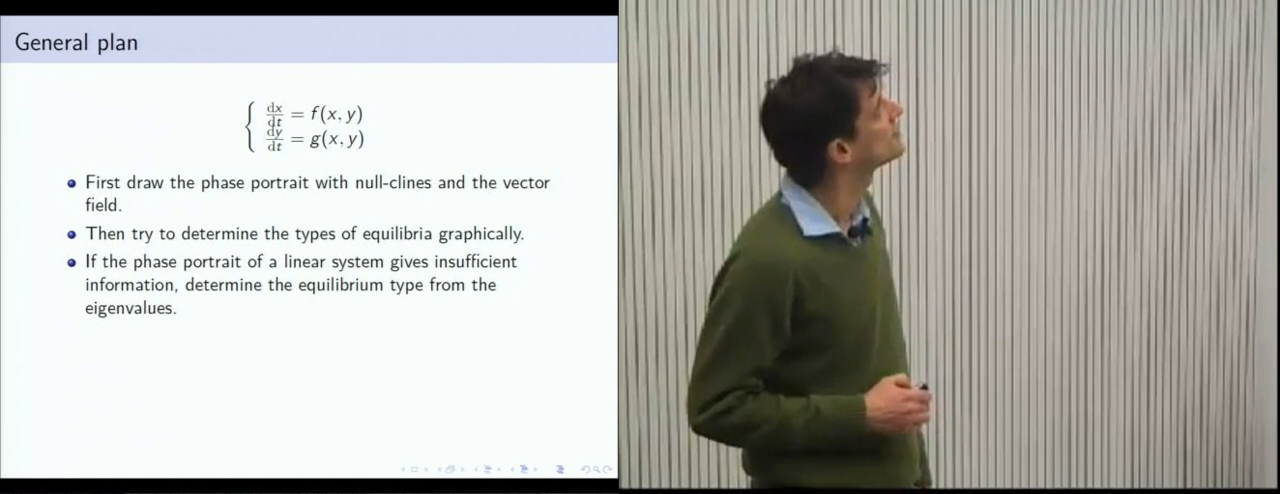 General plan
{ dx/dt = f(x, y)
dy/dt = g(x, y)
First draw the phase portrait with null-clines and the vector
field.
Then try to determine the types of equilibria graphically.
If the phase portrait of a linear system gives insufficient
information, determine the equilibrium type from the
eigenvalues.